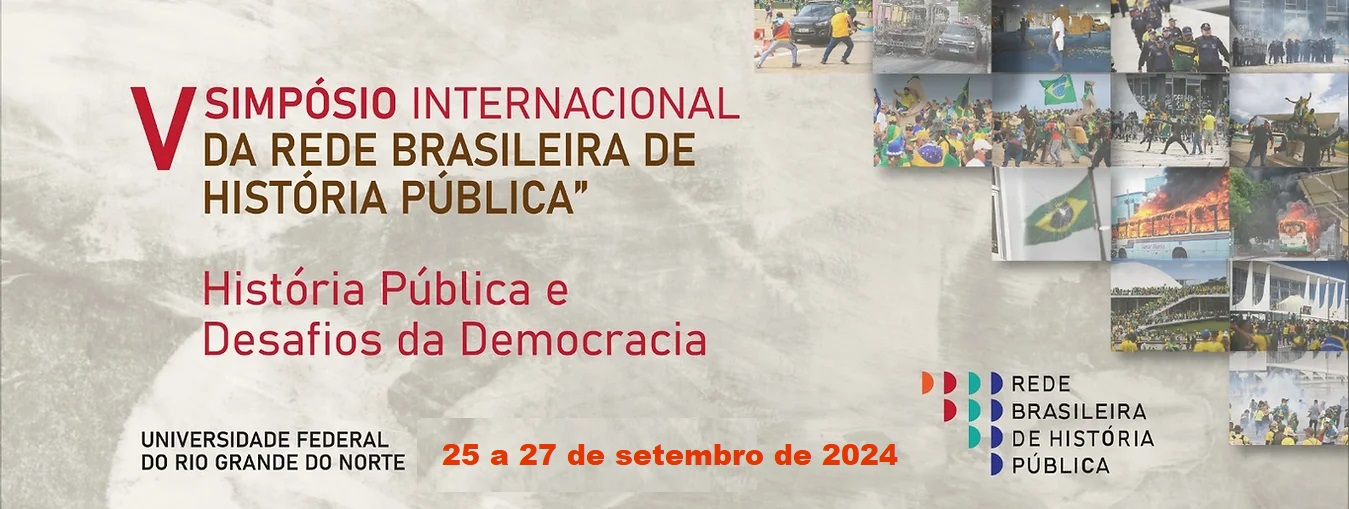 V SIMPÓSIO INTERNACIONAL
DA REDE BRASILEIRA DE
HISTÓRIA PÚBLICA”
História Pública e
Desafios da Democracia
UNIVERSIDADE FEDERAL
DO RIO GRANDE DO NORTE
25 a 27 de setembro de 2024
REDE
BRASILEIRA
DE HISTÓRIA
PÚBLICA